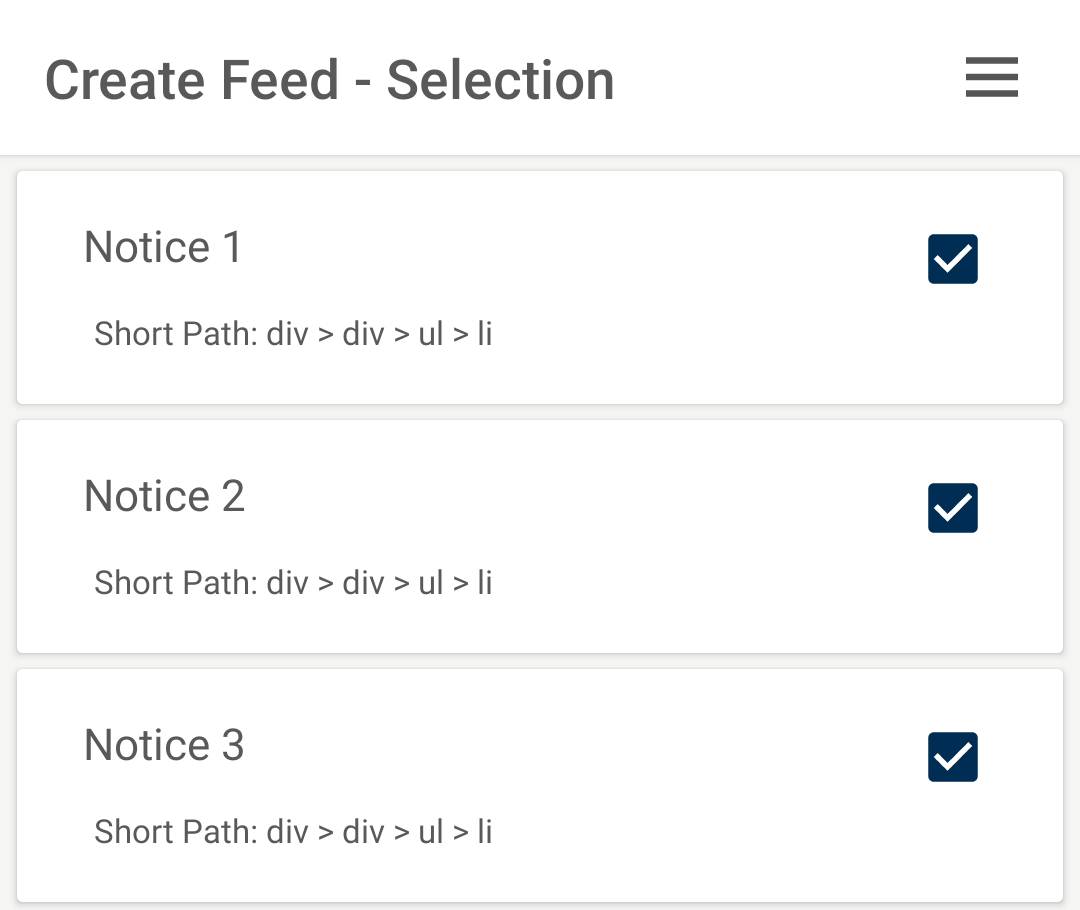 Create Feed - Selection
Notice 1
Short Path: div > div > ul > li
Notice 2
Short Path: div > div > ul > li
Notice 3
Short Path: div > div > ul > li